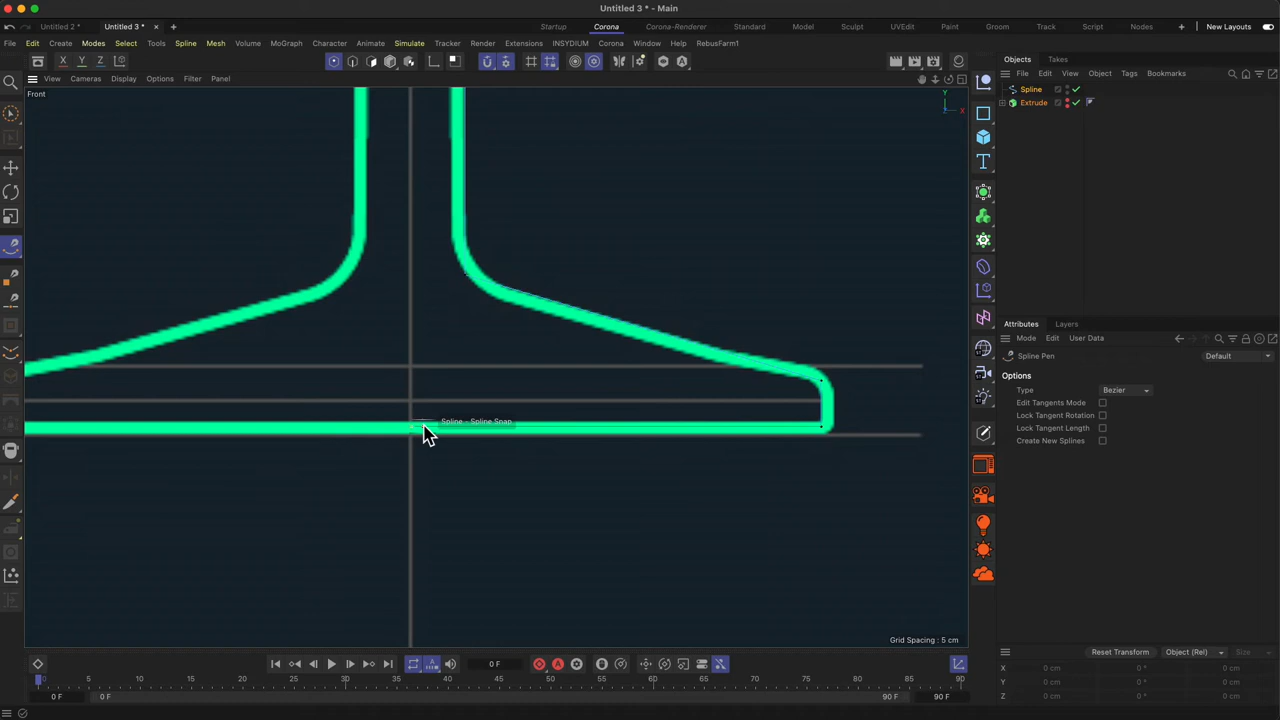 Untitled 3 * - Main
Untitled 2 *
Untitled 3 *
Startup
Corona
Corona-Renderer
Standard
Model
Sculpt
UVEdit
Paint
Groom
Track
Script
Nodes
New Layouts
File Edit Create Modes Select Tools Spline Mesh Volume MoGraph Character Animate Simulate Tracker Render Extensions INSYDIUM Corona Window Help RebusFarm1
X Y Z
Objects Takes
File Edit View Object Tags Bookmarks
View Cameras Display Options Filter Panel
Spline
Extrude
Front
Y
X
Spline - Spline Snap
Attributes Layers
Mode Edit User Data
Spline Pen
Default
Options
Type Bezier
Edit Tangents Mode
Lock Tangent Rotation
Lock Tangent Length
Create New Splines
Grid Spacing : 5 cm
0 F
Reset Transform Object (Rel) Size
0 5 10 15 20 25 30 35 40 45 50 55 60 65 70 75 80 85 90
0 F 0 F 90 F 90 F
X 0 cm 0 ° 0 cm
Y 0 cm 0 ° 0 cm
Z 0 cm 0 ° 0 cm